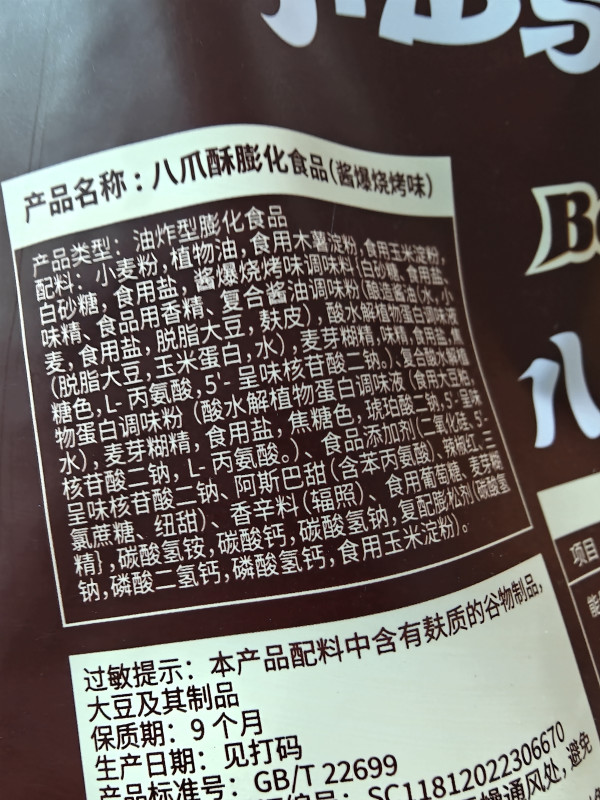 产品名称：八爪酥膨化食品（酱爆烧烤味）
产品类型：油炸型膨化食品
配料：小麦粉，植物油，食用木薯淀粉，食用玉米淀粉，
白砂糖，食用盐，酱爆烧烤味调味料{白砂糖、食用盐、
味精、食品用香精、复合酱油调味粉（酿造酱油（水，小
麦，食用盐，脱脂大豆，麸皮），酸水解植物蛋白调味液
（脱脂大豆，玉米蛋白，水），麦芽糊精，味精，食用盐，焦
糖色，L-丙氨酸，5'-呈味核苷酸二钠。）、复合酸水解植
物蛋白调味粉（酸水解植物蛋白调味液（食用大豆粕，
水），麦芽糊精，食用盐，焦糖色，琥珀酸二钠，5'-呈味
核苷酸二钠，L-丙氨酸。）、食品添加剂（二氧化硅、5'-
呈味核苷酸二钠、阿斯巴甜（含苯丙氨酸）、辣椒红、三
氯蔗糖、纽甜）、香辛料（辐照）、食用葡萄糖、麦芽糊
精}，碳酸氢铵，碳酸钙，碳酸氢钠，复配膨松剂（碳酸氢
钠，磷酸二氢钙，磷酸氢钙，食用玉米淀粉）。
过敏提示：本产品配料中含有麸质的谷物制品，
大豆及其制品
保质期：9 个月
生产日期：见打码
产品标准号：GB/T 22699
SC11812022306670
通风处，避免
八
项目